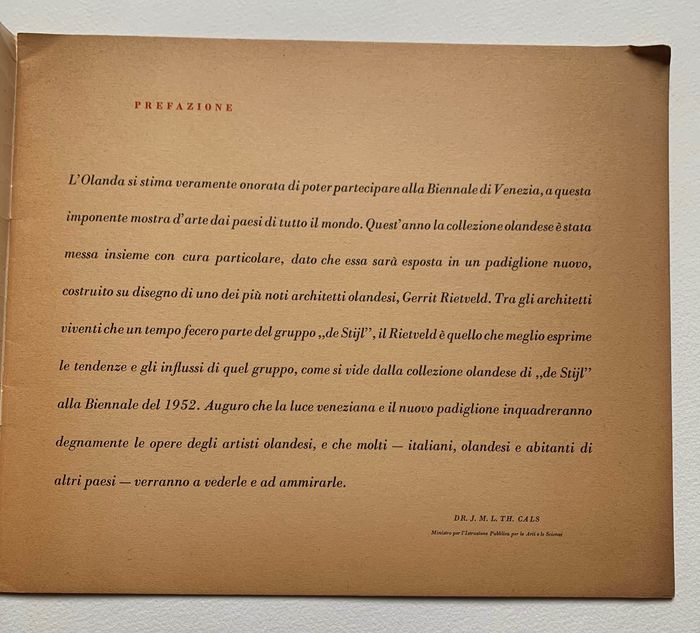 PREFAZIONE
L'Olanda si stima veramente onorata di poter partecipare alla Biennale di Venezia, a questa
imponente mostra d'arte dai paesi di tutto il mondo. Quest'anno la collezione olandese è stata
messa insieme con cura particolare, dato che essa sarà esposta in un padiglione nuovo,
costruito su disegno di uno dei più noti architetti olandesi, Gerrit Rietveld. Tra gli architetti
viventi che un tempo fecero parte del gruppo „de Stijl”, il Rietveld è quello che meglio esprime
le tendenze e gli influssi di quel gruppo, come si vide dalla collezione olandese di „de Stijl”
alla Biennale del 1952. Auguro che la luce veneziana e il nuovo padiglione inquadreranno
degnamente le opere degli artisti olandesi, e che molti — italiani, olandesi e abitanti di
altri paesi — verranno a vederle e ad ammirarle.
DR. J. M. L. TH. CALS
Ministro per l'Istruzione Pubblica per le Arti e le Scienze